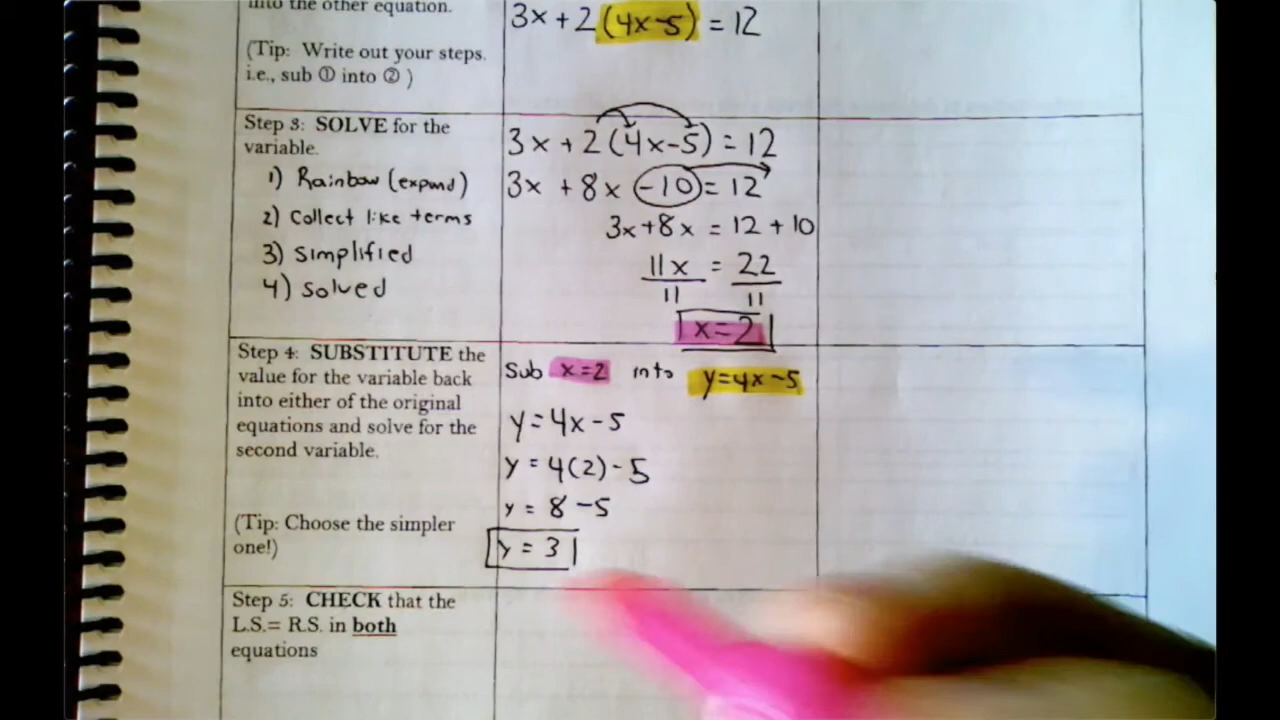 into the other equation.
(Tip: Write out your steps.
i.e., sub ① into ② )
3x + 2(4x-5) = 12
Step 3: SOLVE for the
variable.
1) Rainbow (expand)
2) Collect like terms
3) Simplified
4) Solved
3x + 2(4x-5) = 12
3x + 8x -10 = 12
3x+8x = 12 + 10
11x = 22
11 11
x=2
Step 4: SUBSTITUTE the
value for the variable back
into either of the original
equations and solve for the
second variable.
(Tip: Choose the simpler
one!)
Sub x=2 into y=4x-5
y=4x-5
y = 4(2)-5
y = 8-5
y = 3
Step 5: CHECK that the
L.S.= R.S. in both
equations